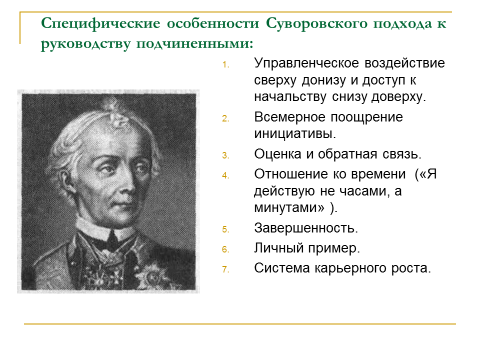 Специфические особенности Суворовского подхода к
руководству подчиненными:
1. Управленческое воздействие
сверху донизу и доступ к
начальству снизу доверху.
2. Всемерное поощрение
инициативы.
3. Оценка и обратная связь.
4. Отношение ко времени («Я
действую не часами, а
минутами» ).
5. Завершенность.
6. Личный пример.
7. Система карьерного роста.